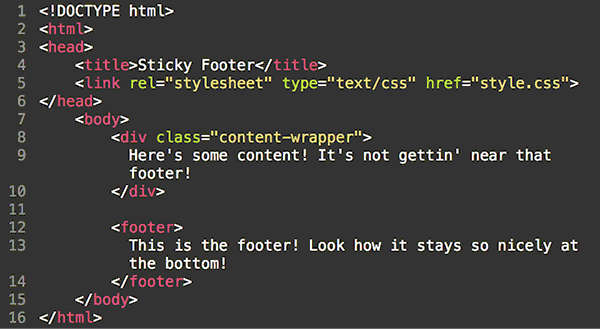 1 <!DOCTYPE html>
2 <html>
3 <head>
4     <title>Sticky Footer</title>
5     <link rel="stylesheet" type="text/css" href="style.css">
6 </head>
7     <body>
8         <div class="content-wrapper">
9           Here's some content! It's not gettin' near that
          footer!
10         </div>
11
12         <footer>
13           This is the footer! Look how it stays so nicely at
          the bottom!
14         </footer>
15     </body>
16 </html>